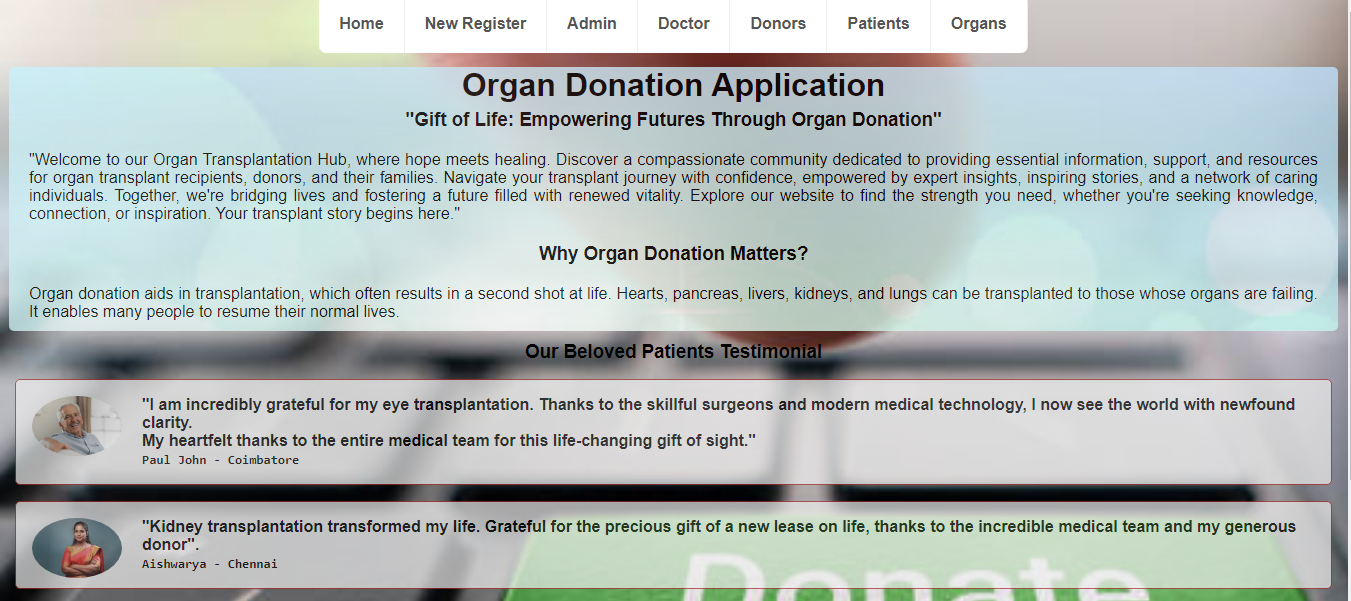 Home New Register Admin Doctor Donors Patients Organs
Organ Donation Application
"Gift of Life: Empowering Futures Through Organ Donation"
"Welcome to our Organ Transplantation Hub, where hope meets healing. Discover a compassionate community dedicated to providing essential information, support, and resources
for organ transplant recipients, donors, and their families. Navigate your transplant journey with confidence, empowered by expert insights, inspiring stories, and a network of caring
individuals. Together, we're bridging lives and fostering a future filled with renewed vitality. Explore our website to find the strength you need, whether you're seeking knowledge,
connection, or inspiration. Your transplant story begins here."
Why Organ Donation Matters?
Organ donation aids in transplantation, which often results in a second shot at life. Hearts, pancreas, livers, kidneys, and lungs can be transplanted to those whose organs are failing.
It enables many people to resume their normal lives.
Our Beloved Patients Testimonial
"I am incredibly grateful for my eye transplantation. Thanks to the skillful surgeons and modern medical technology, I now see the world with newfound
clarity.
My heartfelt thanks to the entire medical team for this life-changing gift of sight."
Paul John - Coimbatore
"Kidney transplantation transformed my life. Grateful for the precious gift of a new lease on life, thanks to the incredible medical team and my generous
donor".
Aishwarya - Chennai
Donate